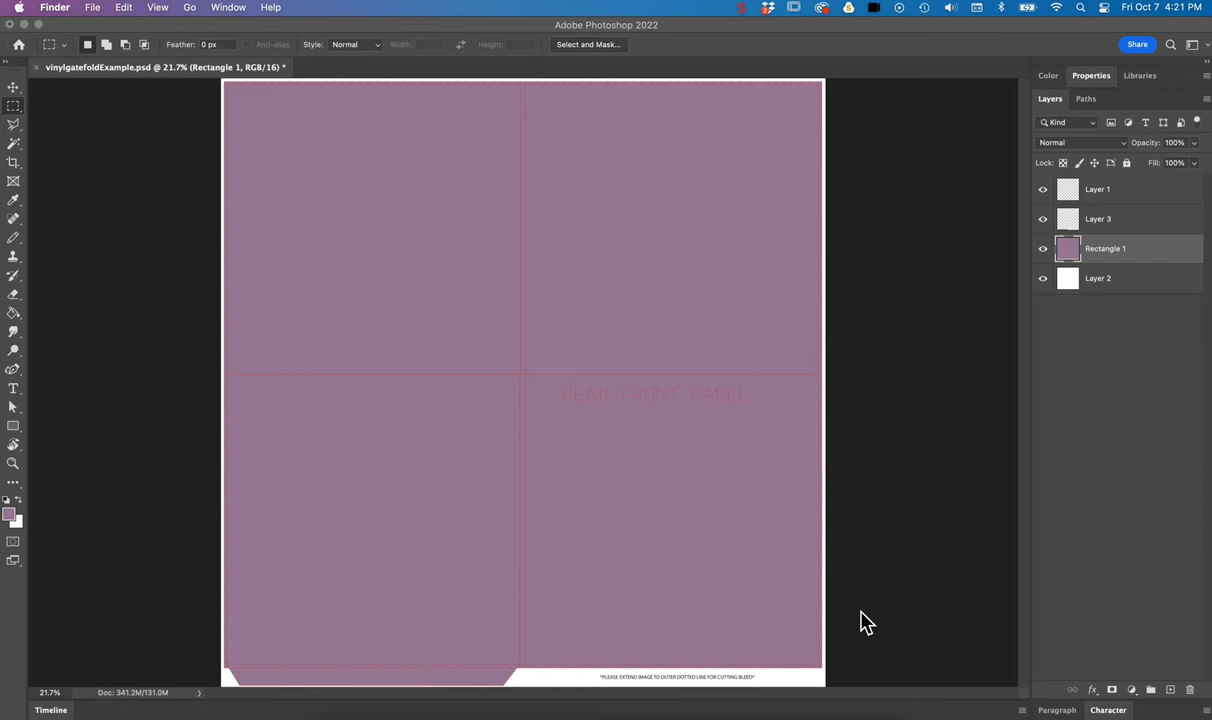 Finder File Edit View Go Window Help Fri Oct 7 4:21 PM
Adobe Photoshop 2022
Feather: 0 px Anti-alias Style: Normal Width: Height: Select and Mask... Share
× vinylgatefoldExample.psd @ 21.7% (Rectangle 1, RGB/16) *
Color Properties Libraries
Layers Paths
Kind
Normal Opacity: 100%
Lock: Fill: 100%
Layer 1
Layer 3
Rectangle 1
Layer 2
HEAD FRONT PANEL
*PLEASE EXTEND IMAGE TO OUTER DOTTED LINE FOR CUTTING BLEED*
21.7% Doc: 341.2M/131.0M
Timeline Paragraph Character